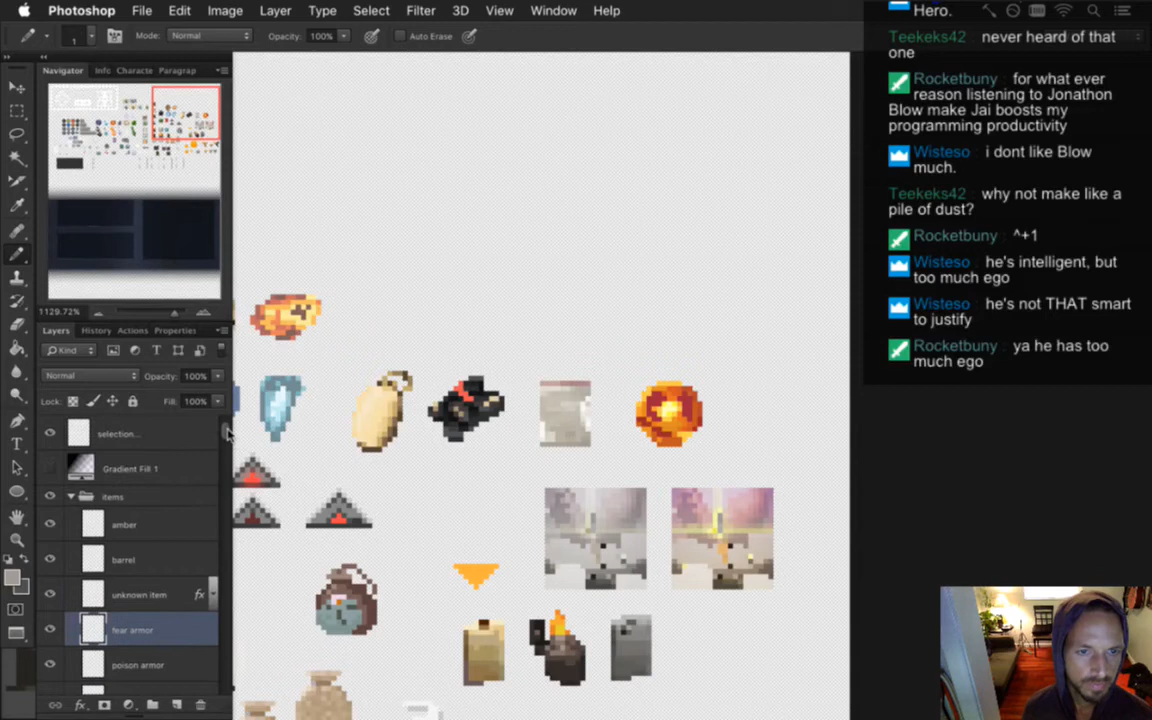 Photoshop File Edit Image Layer Type Select Filter 3D View Window Help
1 Mode: Normal Opacity: 100% Auto Erase
Navigator Info Characte Paragrap
1129.72%
Layers History Actions Properties
Kind
Normal Opacity: 100%
Lock: Fill: 100%
selection...
Gradient Fill 1
items
amber
barrel
unknown item fx
fear armor
poison armor
fx
Hero.
Teekeks42 never heard of that
one
Rocketbuny: for what ever
reason listening to Jonathon
Blow make Jai boosts my
programming productivity
Wisteso: i dont like Blow
much.
Teekeks42: why not make like a
pile of dust?
Rocketbuny: ^+1
Wisteso: he's intelligent, but
too much ego
Wisteso: he's not THAT smart
to justify
Rocketbuny: ya he has too
much ego